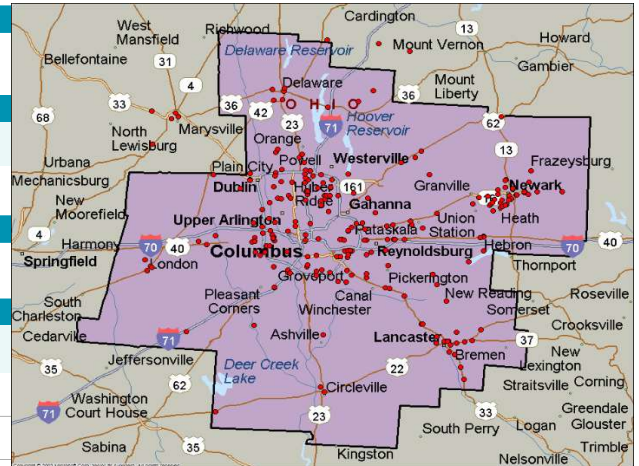 Cardington
West
Mansfield
Richwood
13
Howard
Delaware Reservoir
Mount Vernon
Bellefontaine
31
Gambier
4
Delaware
Mount
Liberty
33
36
42
OHIO
36
68
23
Hoover
Reservoir
62
71
North
Lewisburg
Marysville
Orange
13
Urbana
Plain City
Powell
Westerville
Frazeysburg
Mechanicsburg
Dublin
Huber
Ridge
161
Granville
Newark
New
Moorefield
Gahanna
Upper Arlington
Union
Station
Heath
4
Harmony
70
40
Pataskala
Hebron
70
40
Springfield
London
Columbus
Reynoldsburg
Thornport
Groveport
Pickerington
South
Charleston
Pleasant
Corners
Canal
Winchester
New Reading
Roseville
Somerset
Cedarville
71
Ashville
Lancaster
Crooksville
37
Jeffersonville
Bremen
New
Lexington
35
62
Deer Creek
Lake
22
Straitsville
Corning
Circleville
71
Washington
Court House
23
33
Greendale
Glouster
South Perry
Logan
Trimble
Sabina
35
Kingston
Nelsonville